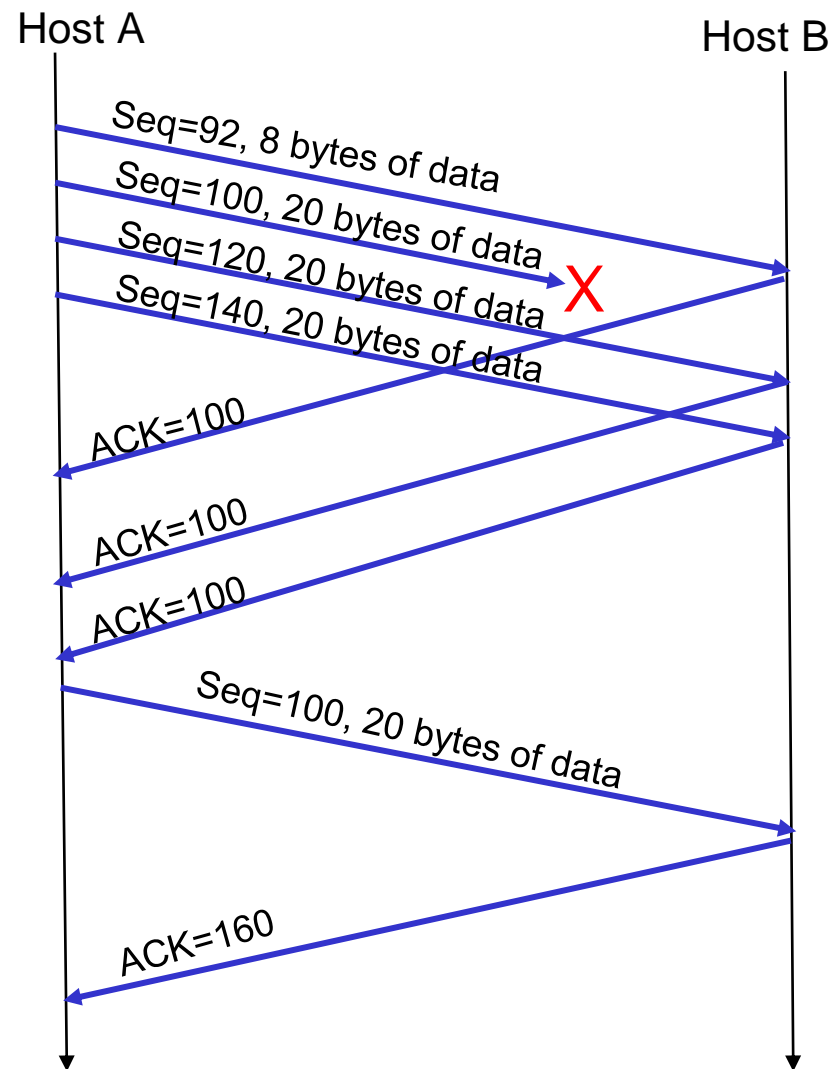 Host A
Host B
Seq=92, 8 bytes of data
Seq=100, 20 bytes of data
X
Seq=120, 20 bytes of data
Seq=140, 20 bytes of data
ACK=100
ACK=100
ACK=100
Seq=100, 20 bytes of data
ACK=160